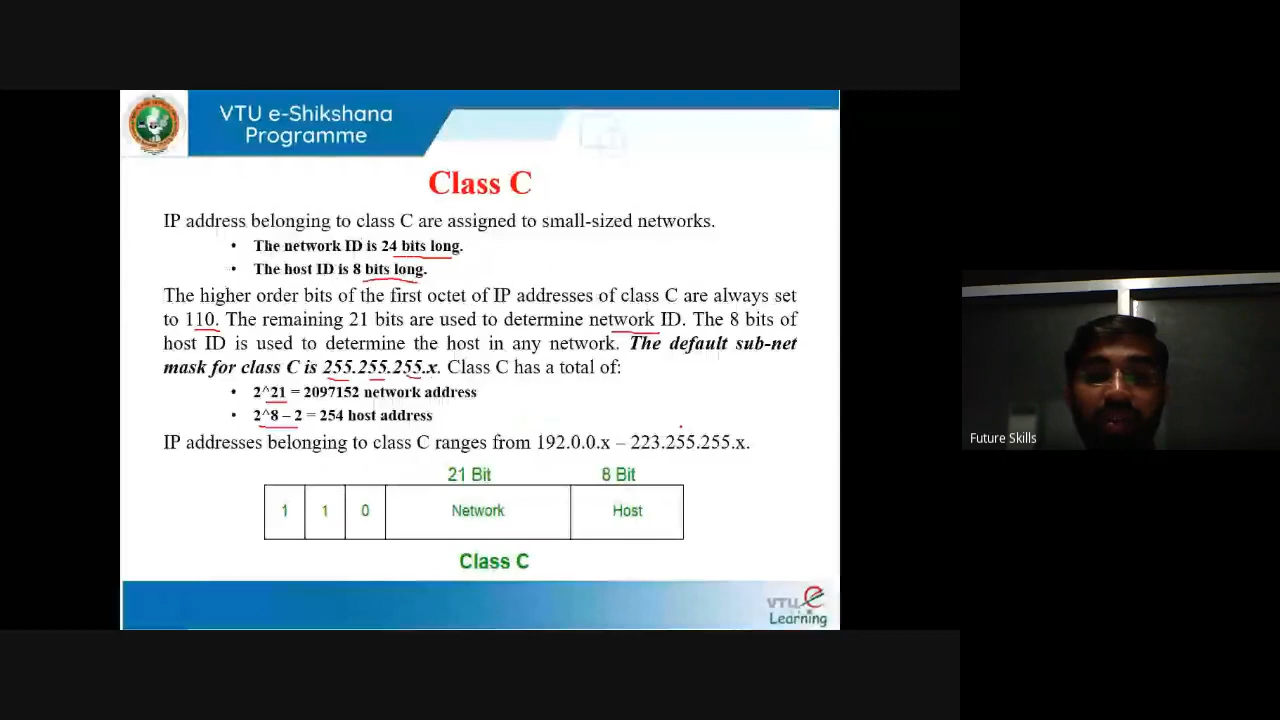 VTU e-Shikshana
Programme
Class C
IP address belonging to class C are assigned to small-sized networks.
• The network ID is 24 bits long.
• The host ID is 8 bits long.
The higher order bits of the first octet of IP addresses of class C are always set
to 110. The remaining 21 bits are used to determine network ID. The 8 bits of
host ID is used to determine the host in any network. The default sub-net
mask for class C is 255.255.255.x. Class C has a total of:
• 2^21 = 2097152 network address
• 2^8 – 2 = 254 host address
IP addresses belonging to class C ranges from 192.0.0.x – 223.255.255.x.
21 Bit 8 Bit
1 1 0 Network Host
Class C
VTU e
Learning
Future Skills